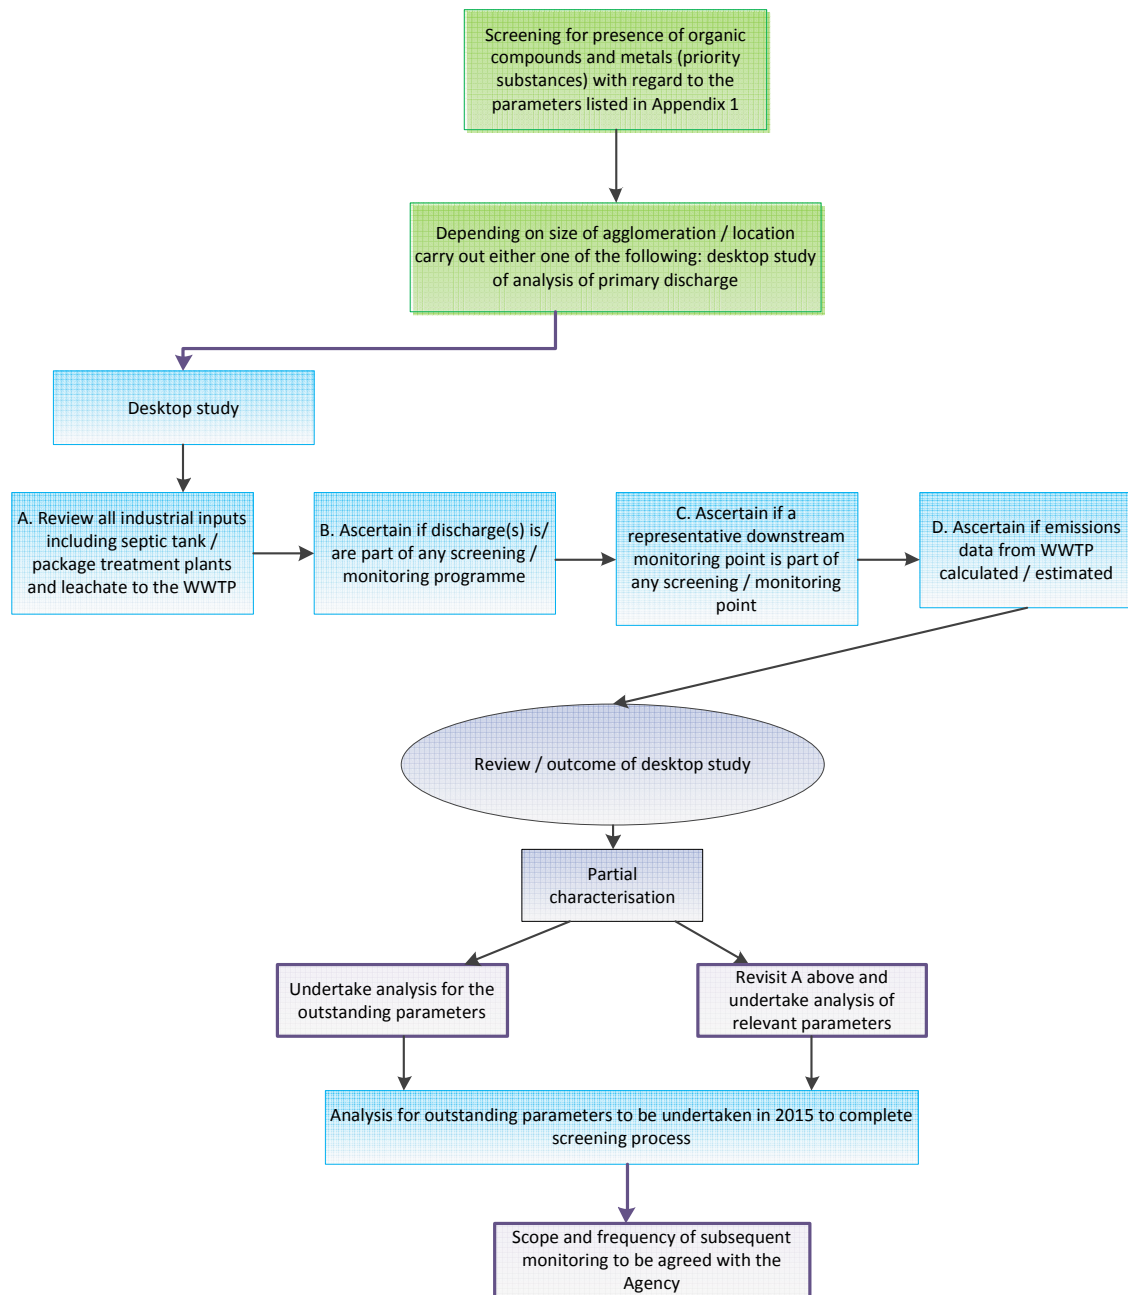 Screening for presence of organic
compounds and metals (priority
substances) with regard to the
parameters listed in Appendix 1
Depending on size of agglomeration / location
carry out either one of the following: desktop study
of analysis of primary discharge
Desktop study
A. Review all industrial inputs
including septic tank /
package treatment plants
and leachate to the WWTP
B. Ascertain if discharge(s) is/
are part of any screening /
monitoring programme
C. Ascertain if a
representative downstream
monitoring point is part of
any screening / monitoring
point
D. Ascertain if emissions
data from WWTP
calculated / estimated
Review / outcome of desktop study
Partial
characterisation
Undertake analysis for the
outstanding parameters
Revisit A above and
undertake analysis of
relevant parameters
Analysis for outstanding parameters to be undertaken in 2015 to complete
screening process
Scope and frequency of subsequent
monitoring to be agreed with the
Agency